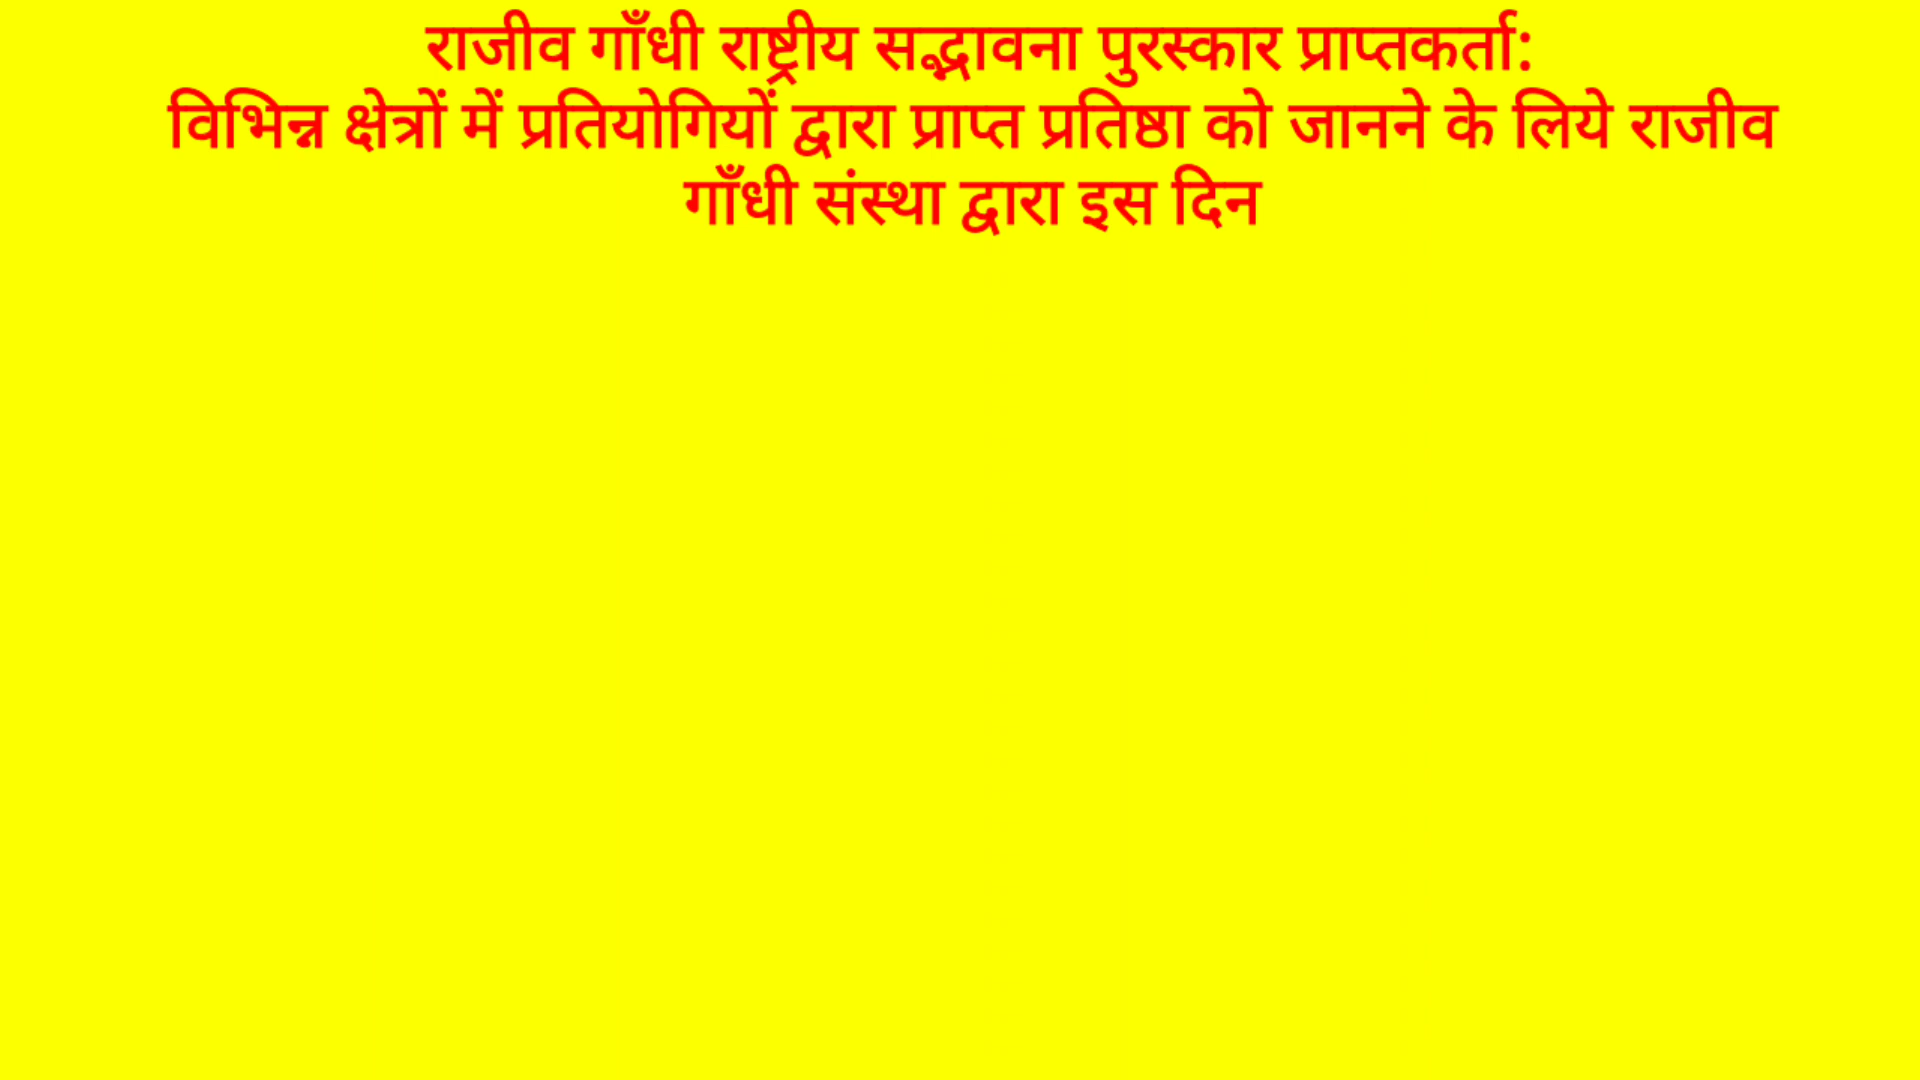 राजीव गाँधी राष्ट्रीय सद्भावना पुरस्कार प्राप्तकर्ता:
विभिन्न क्षेत्रों में प्रतियोगियों द्वारा प्राप्त प्रतिष्ठा को जानने के लिये राजीव
गाँधी संस्था द्वारा इस दिन